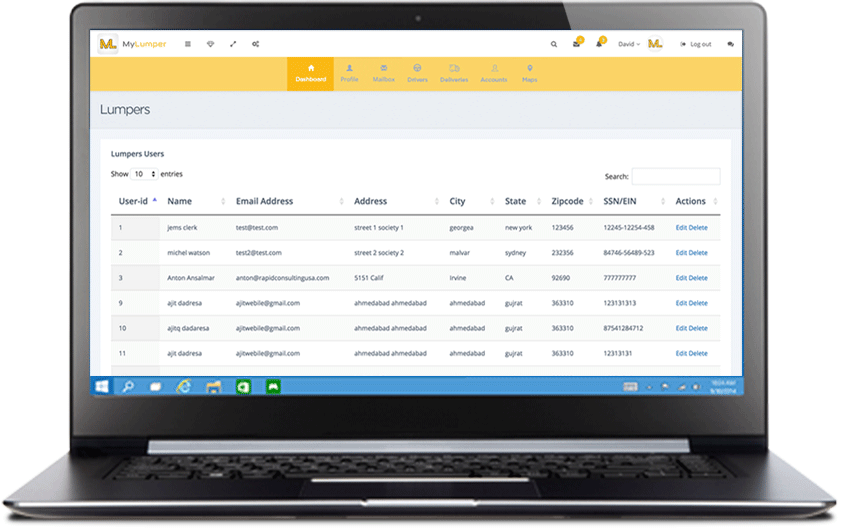 M. MyLumper David Log out
Dashboard Profile Mailbox Drivers Deliveries Accounts Maps
Lumpers
Lumpers Users
Show 10 entries Search:
User-id Name Email Address Address City State Zipcode SSN/EIN Actions
1 jems clerk test@test.com street 1 society 1 georgea new york 123456 12245-12254-458 Edit Delete
2 michel watson test2@test.com street 2 society 2 malvar sydney 232356 84746-56489-523 Edit Delete
3 Anton Ansalmar anton@rapidconsultingusa.com 5151 Calif Irvine CA 92690 777777777 Edit Delete
9 ajit dadresa ajitwebile@gmail.com ahmedabad ahmedabad ahmedabad gujrat 363310 123131313 Edit Delete
10 ajitq dadaresa ajitwebile@gmail.com ahmedabad ahmedabad ahmedabad gujrat 363310 87541284712 Edit Delete
11 ajit dadresa ajitwebile@gmail.com ahmedabad ahmedabad ahmedabad gujrat 363310 12313131 Edit Delete